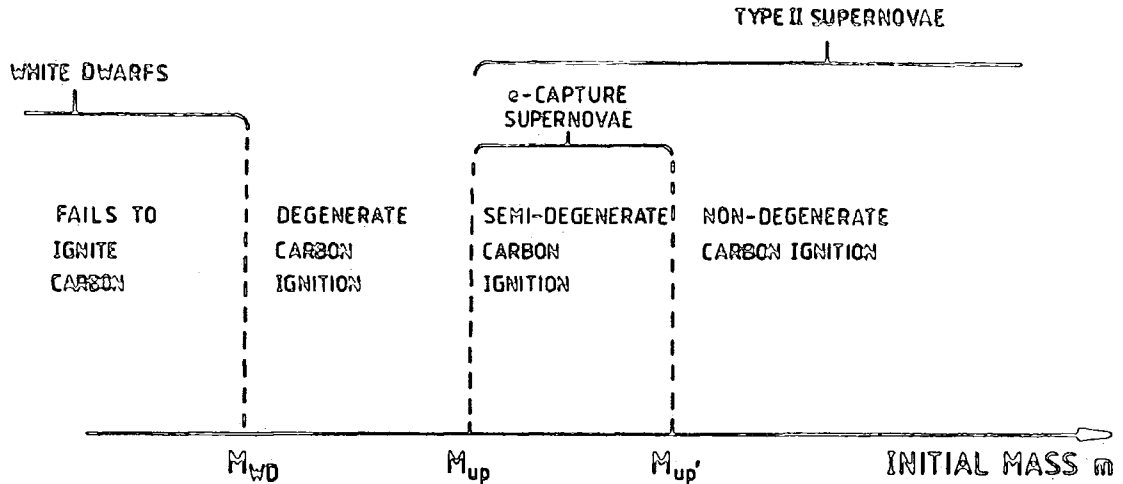 TYPE II SUPERNOVAE
WHITE DWARFS
e-CAPTURE
SUPERNOVAE
FAILS TO
IGNITE
CARBON
DEGENERATE
CARBON
IGNITION
SEMI-DEGENERATE
CARBON
IGNITION
NON-DEGENERATE
CARBON IGNITION
M_WD
M_up
M_up'
INITIAL MASS m